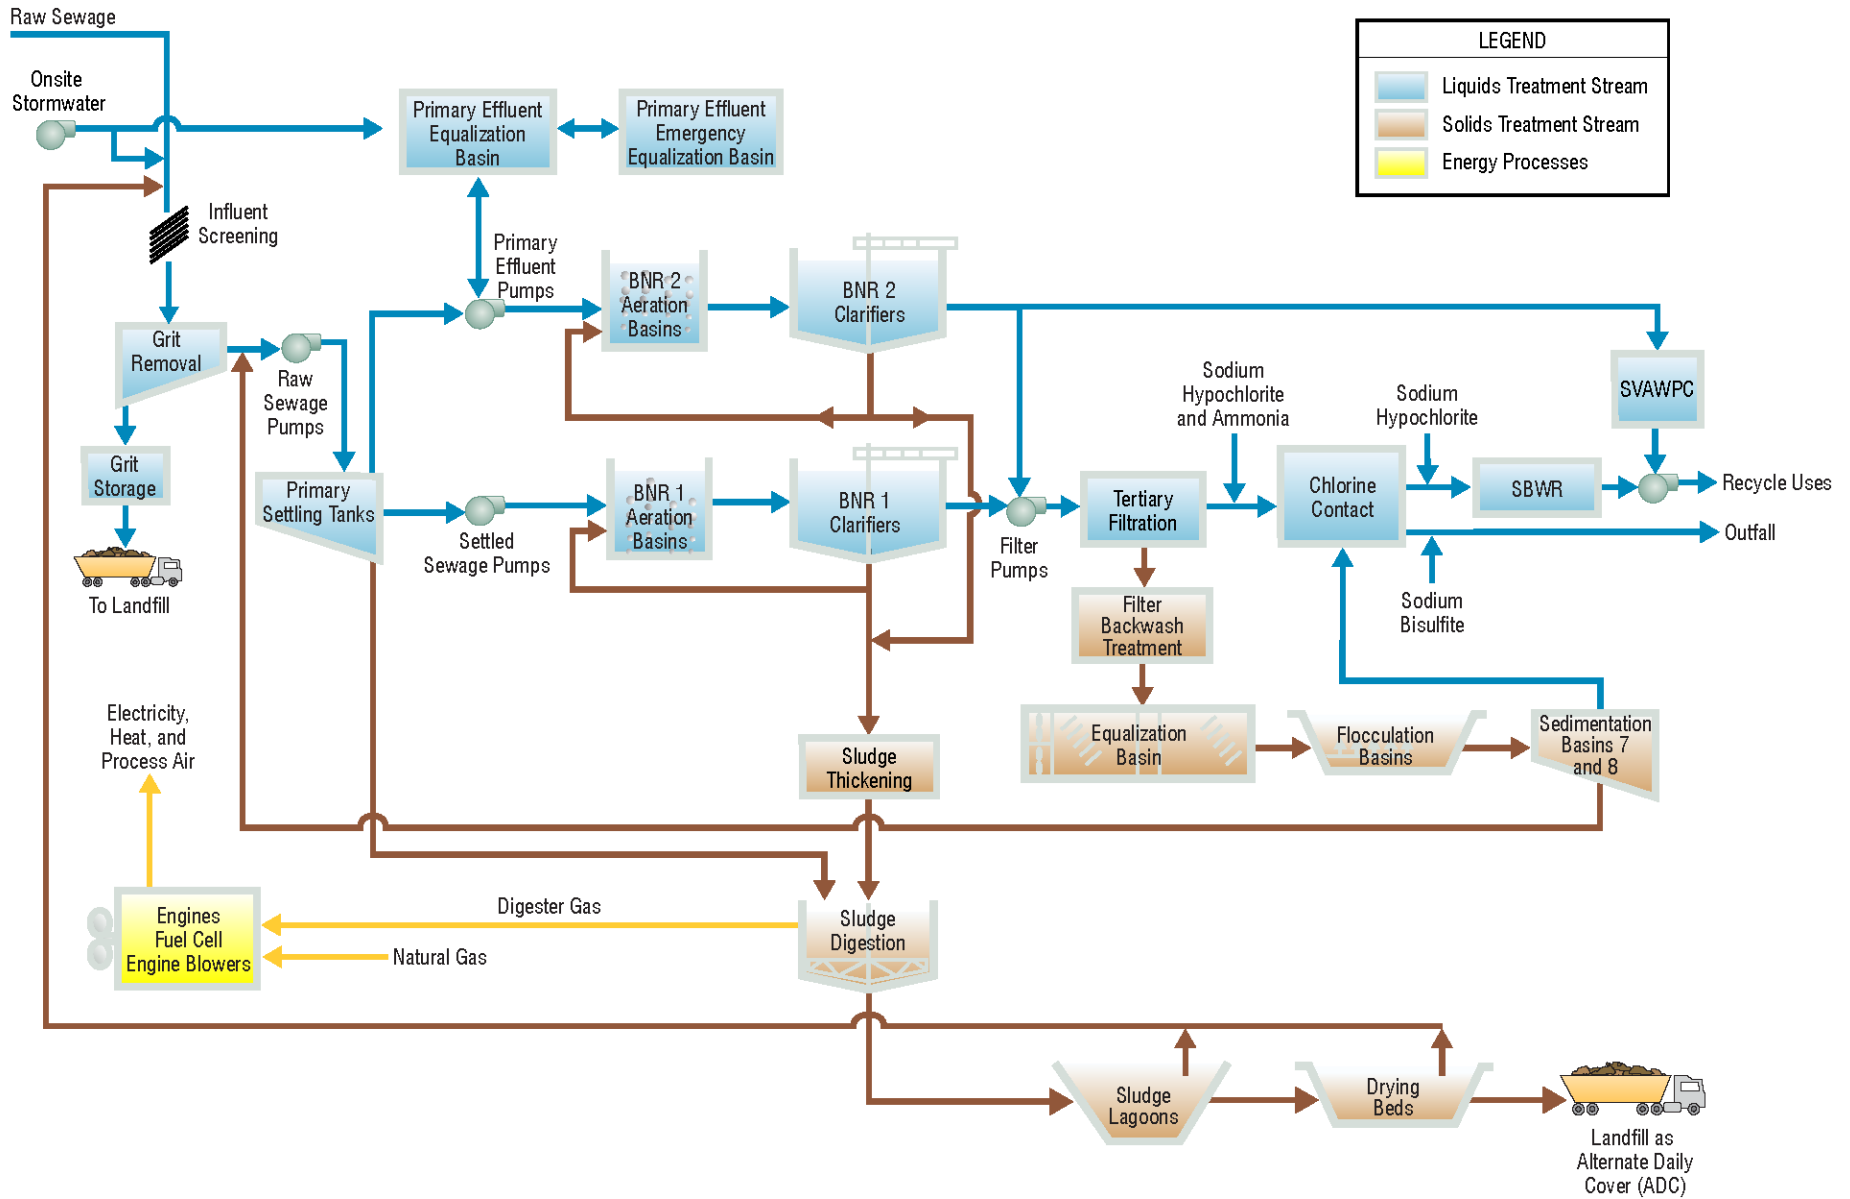 Raw Sewage
Onsite
Stormwater
Influent
Screening
Grit
Removal
Raw
Sewage
Pumps
Grit
Storage
To Landfill
Primary
Settling Tanks
Primary Effluent
Equalization
Basin
Primary Effluent
Emergency
Equalization Basin
Primary
Effluent
Pumps
Settled
Sewage Pumps
BNR 2
Aeration
Basins
BNR 2
Clarifiers
BNR 1
Aeration
Basins
BNR 1
Clarifiers
Filter
Pumps
Tertiary
Filtration
Sodium
Hypochlorite
and Ammonia
Chlorine
Contact
Sodium
Hypochlorite
SBWR
SVAWPC
Recycle Uses
Outfall
Sodium
Bisulfite
Filter
Backwash
Treatment
Equalization
Basin
Flocculation
Basins
Sedimentation
Basins 7
and 8
Sludge
Thickening
Sludge
Digestion
Digester Gas
Natural Gas
Electricity,
Heat, and
Process Air
Engines
Fuel Cell
Engine Blowers
Sludge
Lagoons
Drying
Beds
Landfill as
Alternate Daily
Cover (ADC)
LEGEND
Liquids Treatment Stream
Solids Treatment Stream
Energy Processes